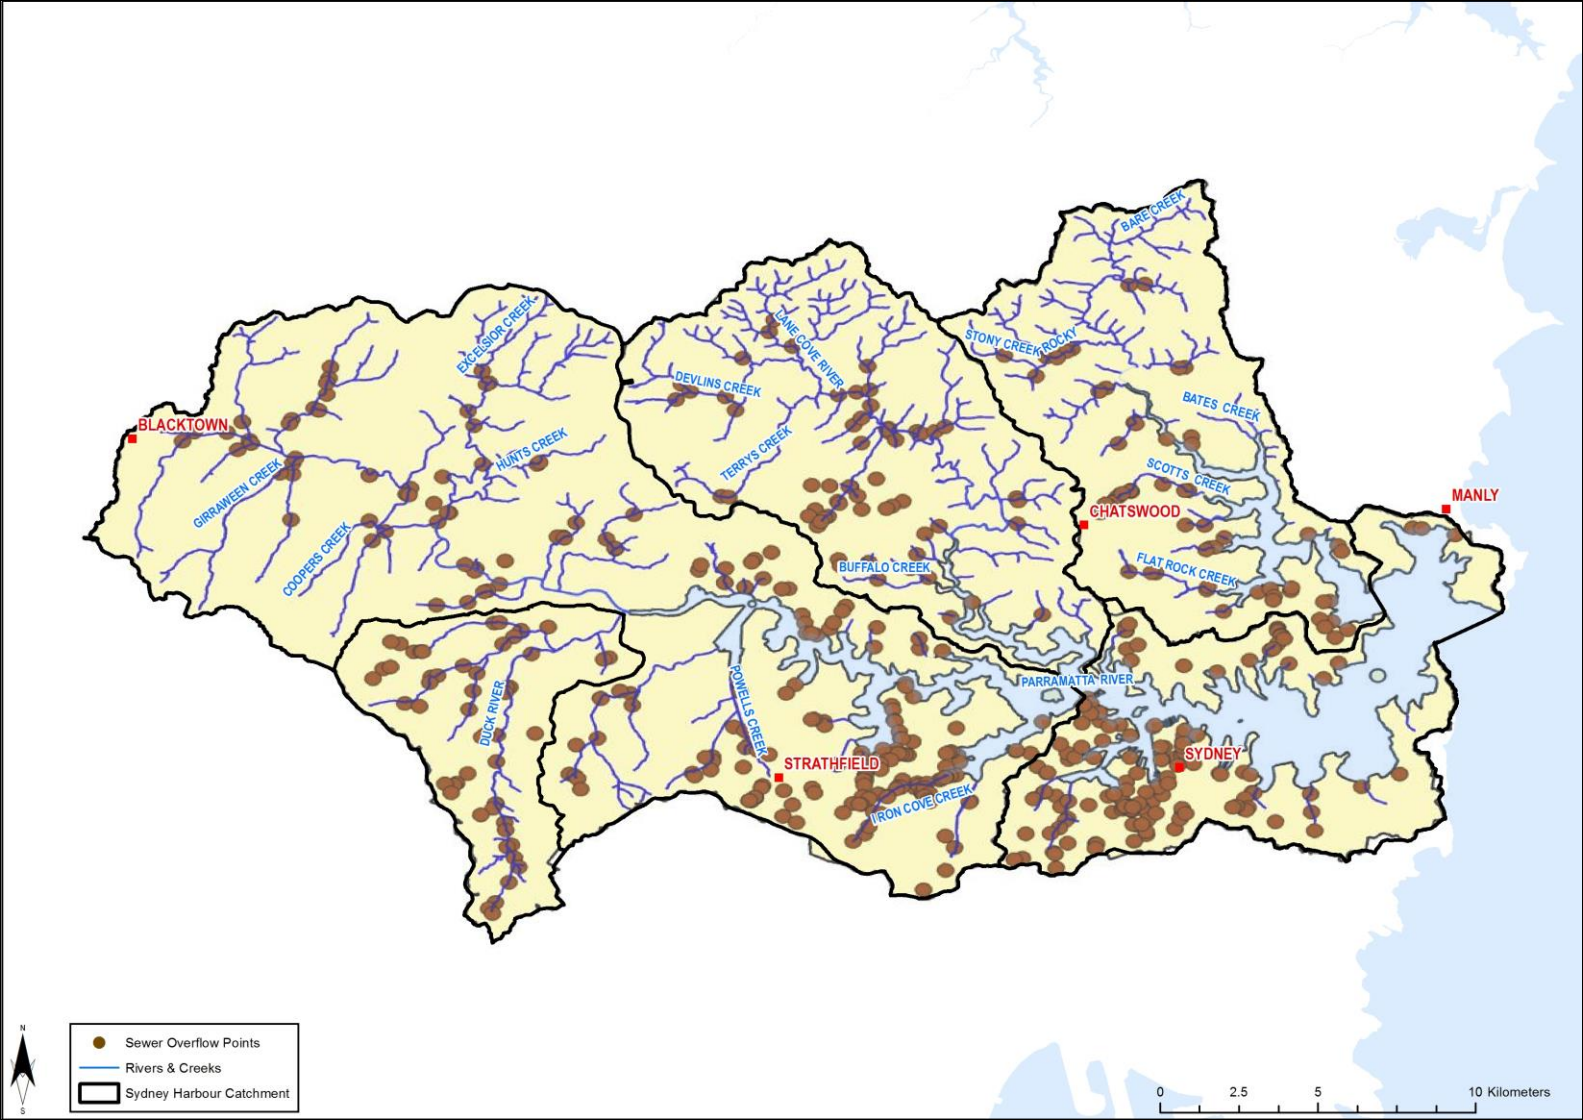 BARE CREEK
EXCELSIOR CREEK
LANE COVE RIVER
STONY CREEK
ROCKY
DEVLINS CREEK
BATES CREEK
BLACKTOWN
HUNTS CREEK
TERRYS CREEK
SCOTTS CREEK
GIRRAWEEN CREEK
MANLY
CHATSWOOD
COOPERS CREEK
BUFFALO CREEK
FLAT ROCK CREEK
PARRAMATTA RIVER
POWELLS CREEK
DUCK RIVER
SYDNEY
STRATHFIELD
IRON COVE CREEK
N
S
Sewer Overflow Points
Rivers & Creeks
Sydney Harbour Catchment
0 2.5 5 10 Kilometers